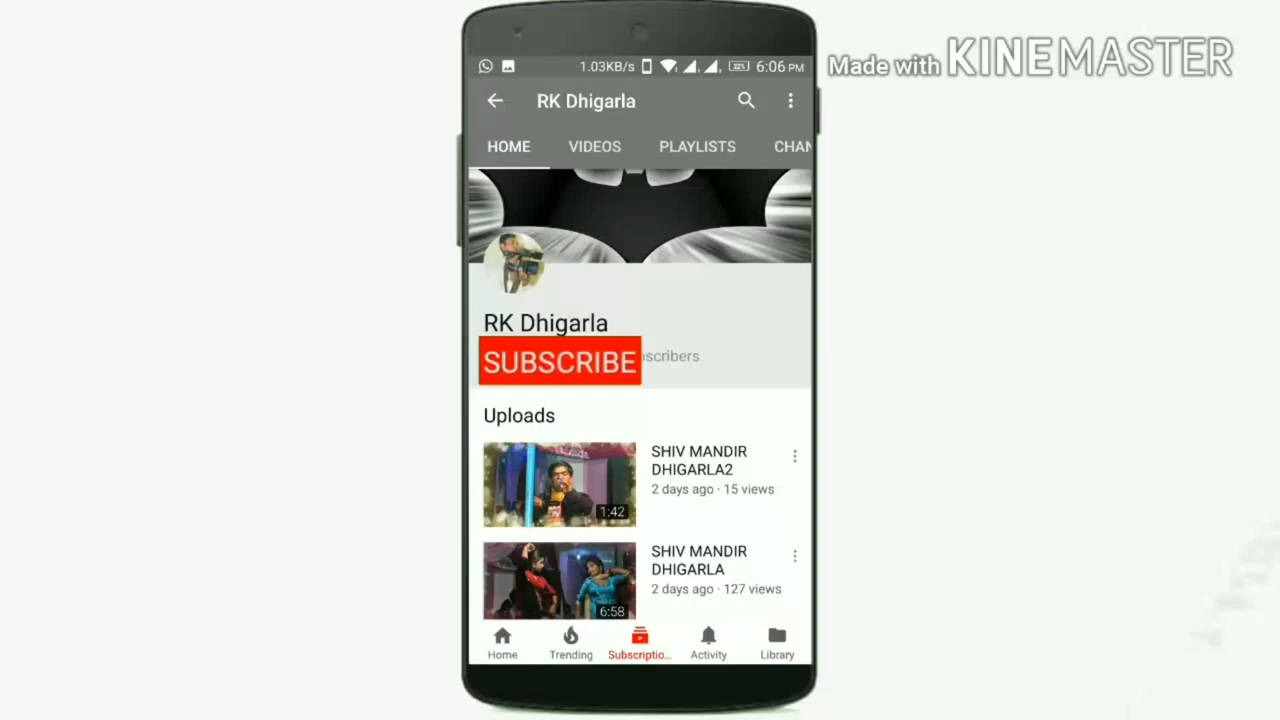 Made with KINEMASTER
1.03KB/s 6:06 PM
RK Dhigarla
HOME VIDEOS PLAYLISTS CHAN
RK Dhigarla
SUBSCRIBE bscribers
Uploads
SHIV MANDIR
DHIGARLA2
2 days ago · 15 views
1:42
SHIV MANDIR
DHIGARLA
2 days ago · 127 views
6:58
Home Trending Subscriptio... Activity Library